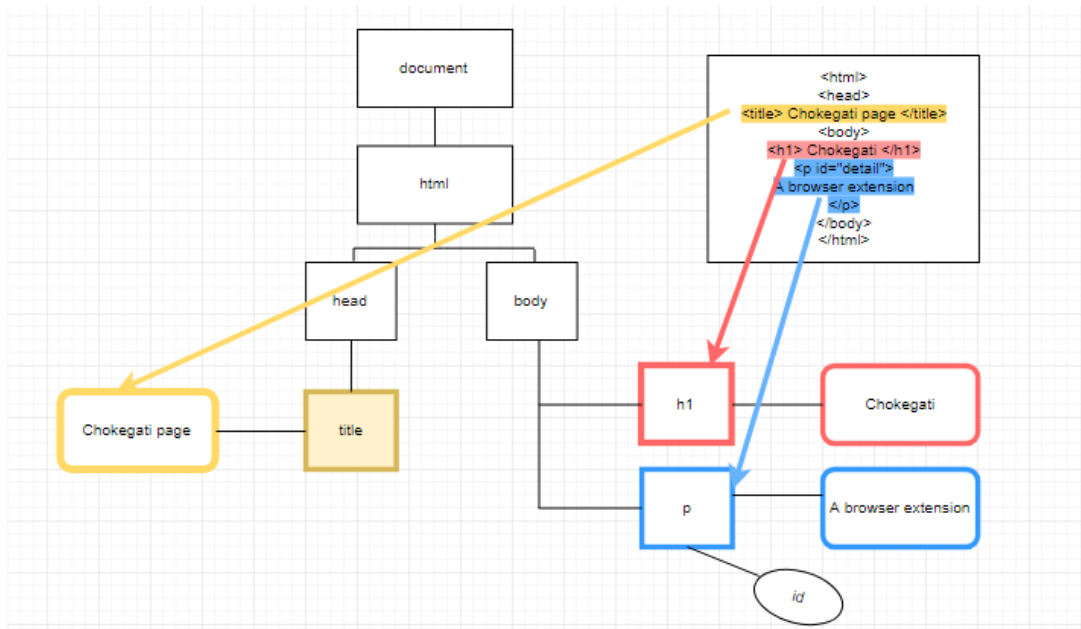 document
<html>
<head>
<title> Chokegati page </title>
<body>
<h1> Chokegati </h1>
<p id="detail">
A browser extension
</p>
</body>
</html>
html
head
body
Chokegati page
title
h1
Chokegati
p
A browser extension
id